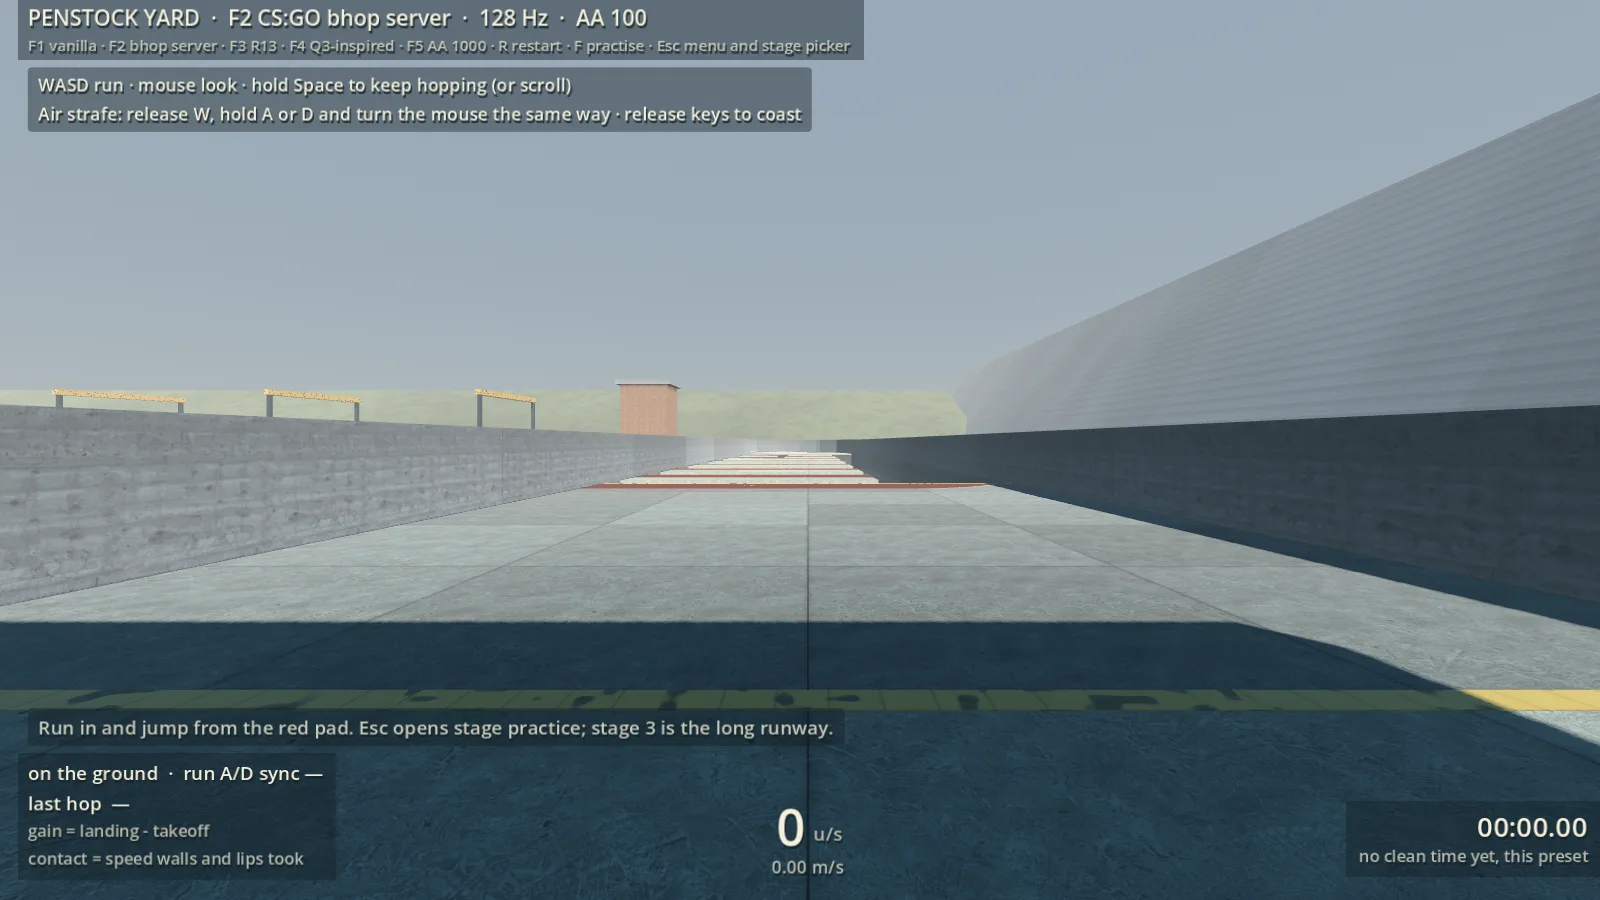 PENSTOCK YARD · F2 CS:GO bhop server · 128 Hz · AA 100
F1 vanilla · F2 bhop server · F3 R13 · F4 Q3-inspired · F5 AA 1000 · R restart · F practise · Esc menu and stage picker
WASD run · mouse look · hold Space to keep hopping (or scroll)
Air strafe: release W, hold A or D and turn the mouse the same way · release keys to coast
Run in and jump from the red pad. Esc opens stage practice; stage 3 is the long runway.
on the ground · run A/D sync —
last hop —
gain = landing - takeoff
contact = speed walls and lips took
0 u/s
0.00 m/s
00:00.00
no clean time yet, this preset